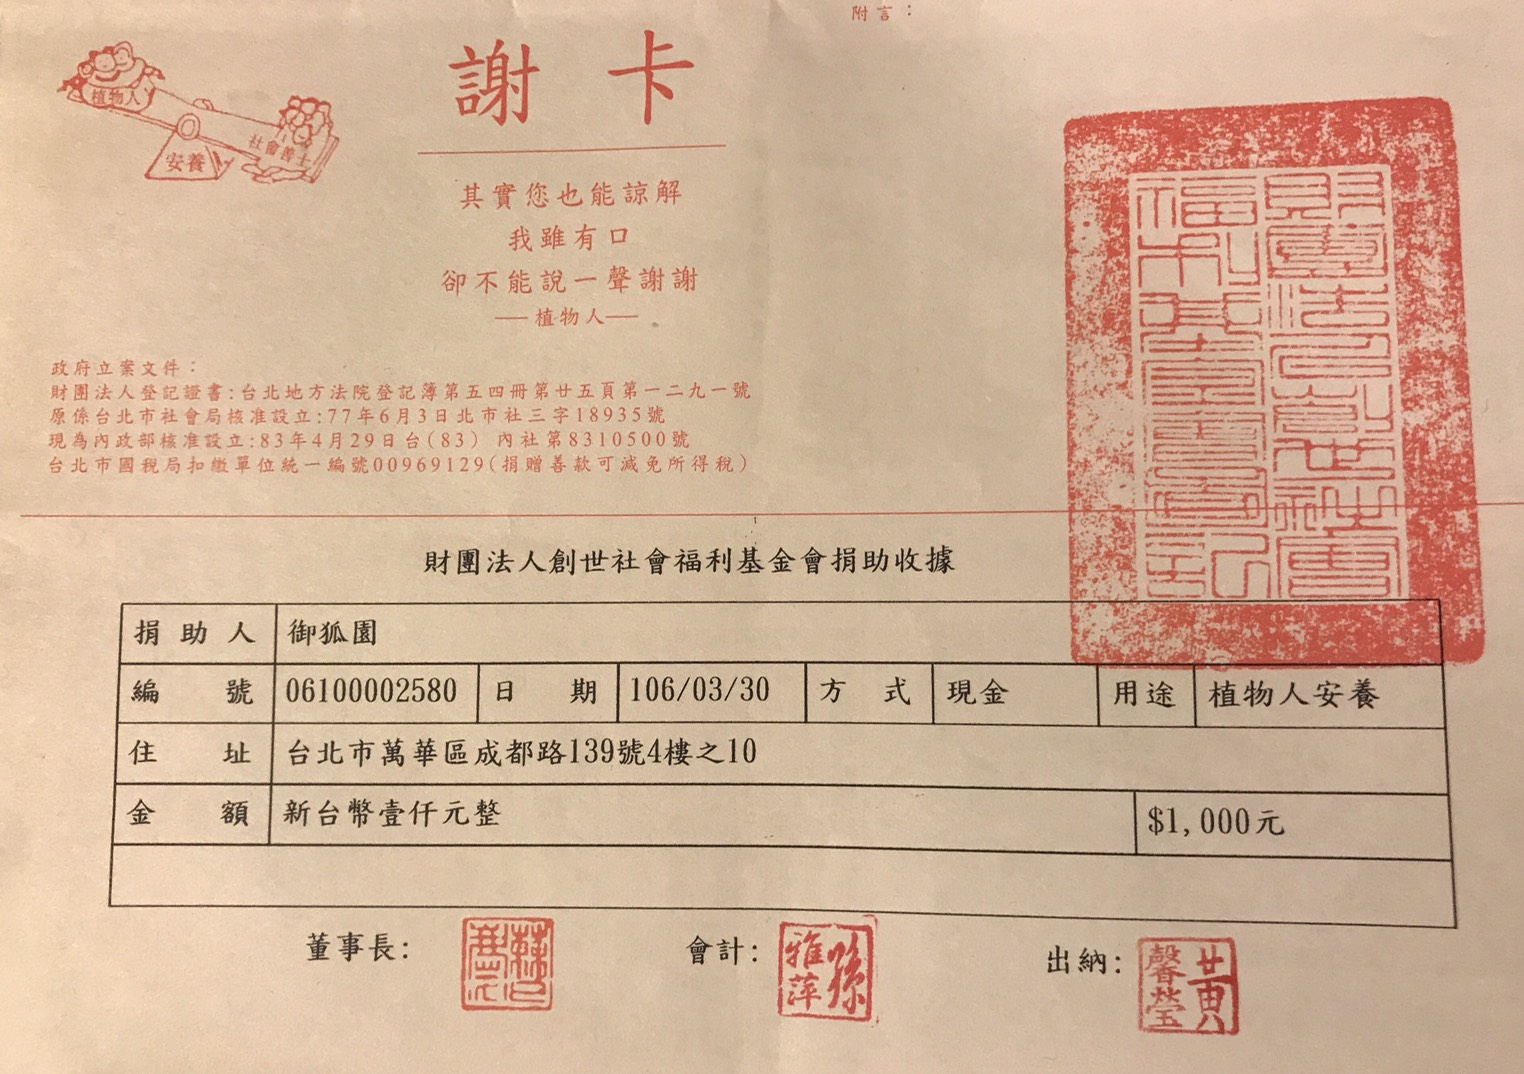 附言：
植物人
安養
社會善士
謝卡
其實您也能諒解
我雖有口
卻不能說一聲謝謝
──植物人──
政府立案文件：
財團法人登記證書:台北地方法院登記簿第五四冊第廿五頁第一二九一號
原係台北市社會局核准設立:77年6月3日北市社三字18935號
現為內政部核准設立:83年4月29日台(83) 內社第8310500號
台北市國稅局扣繳單位統一編號00969129(捐贈善款可減免所得稅)
財團法人創世社會福利基金會捐助收據
捐助人 御狐園
編號 06100002580 日期 106/03/30 方式 現金 用途 植物人安養
住址 台北市萬華區成都路139號4樓之10
金額 新台幣壹仟元整 $1,000元
董事長: 會計: 孫雅萍 出納: 黃馨瑩